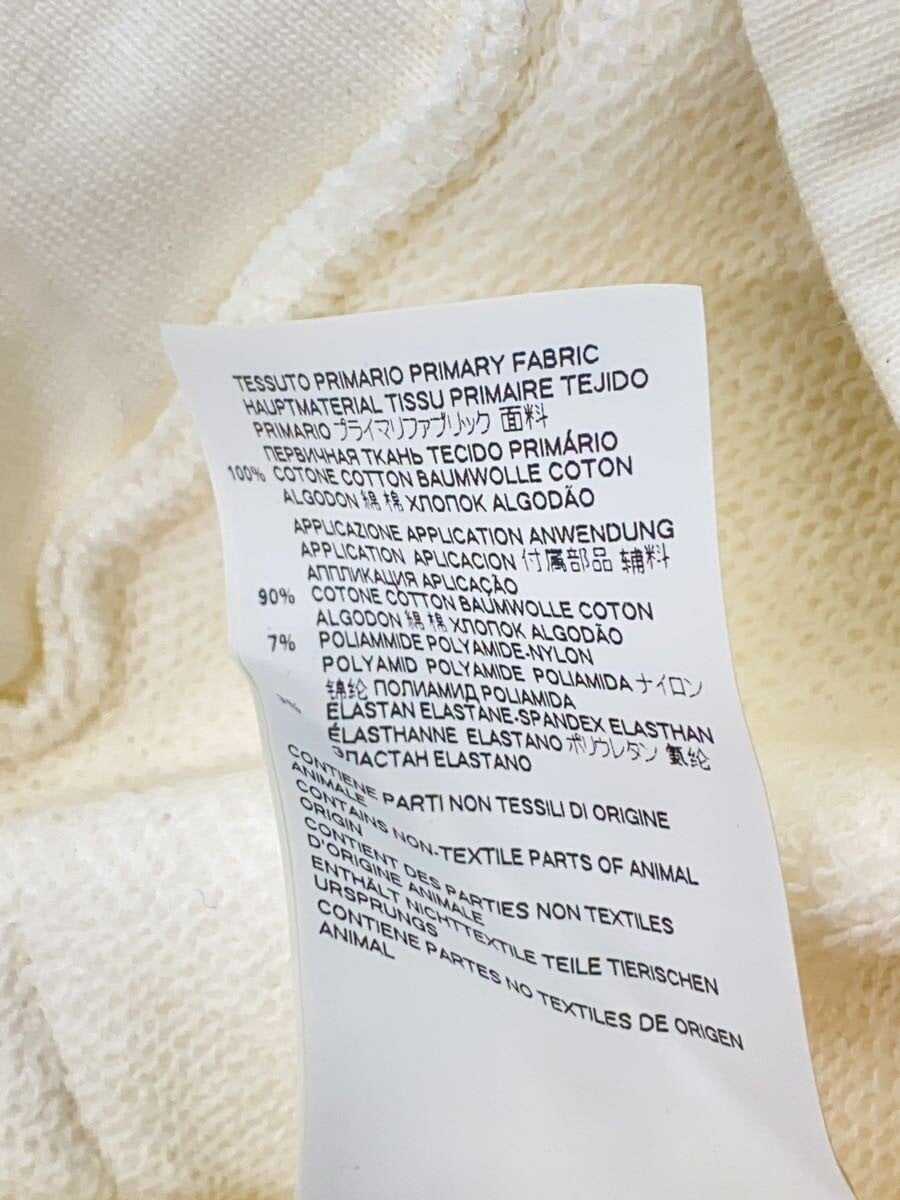 TESSUTO PRIMARIO PRIMARY FABRIC
HAUPTMATERIAL TISSU PRIMAIRE TEJIDO
PRIMARIO プライマリファブリック 面料
ПЕРВИЧНАЯ ТКАНЬ TECIDO PRIMÁRIO
100% COTONE COTTON BAUMWOLLE COTON
ALGODON 綿 棉 ХЛОПОК ALGODÃO
APPLICAZIONE APPLICATION ANWENDUNG
APPLICATION APLICACION 付属部品 辅料
АППЛИКАЦИЯ APLICAÇÃO
90% COTONE COTTON BAUMWOLLE COTON
ALGODON 綿 棉 ХЛОПОК ALGODÃO
7% POLIAMMIDE POLYAMIDE-NYLON
POLYAMID POLYAMIDE POLIAMIDA ナイロン
锦纶 ПОЛИАМИД POLIAMIDA
ELASTAN ELASTANE-SPANDEX ELASTHAN
ÉLASTHANNE ELASTANO ポリウレタン 氨纶
ЭЛАСТАН ELASTANO
CONTIENE PARTI NON TESSILI DI ORIGINE
ANIMALE
CONTAINS NON-TEXTILE PARTS OF ANIMAL
ORIGIN
CONTIENT DES PARTIES NON TEXTILES
D'ORIGINE ANIMALE
ENTHÄLT NICHTTEXTILE TEILE TIERISCHEN
URSPRUNGS
CONTIENE PARTES NO TEXTILES DE ORIGEN
ANIMAL